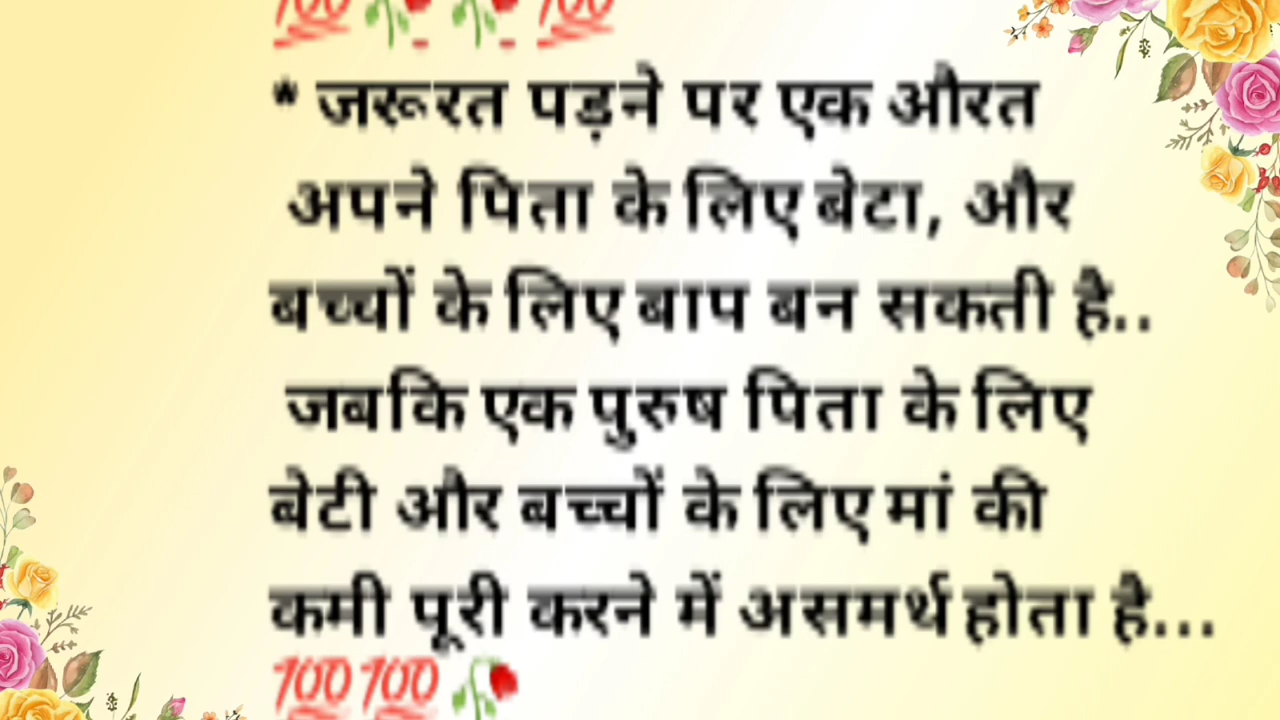 💯🥀🥀💯
* जरूरत पड़ने पर एक औरत
अपने पिता के लिए बेटा, और
बच्चों के लिए बाप बन सकती है..
जबकि एक पुरुष पिता के लिए
बेटी और बच्चों के लिए मां की
कमी पूरी करने में असमर्थ होता है...
💯💯🥀